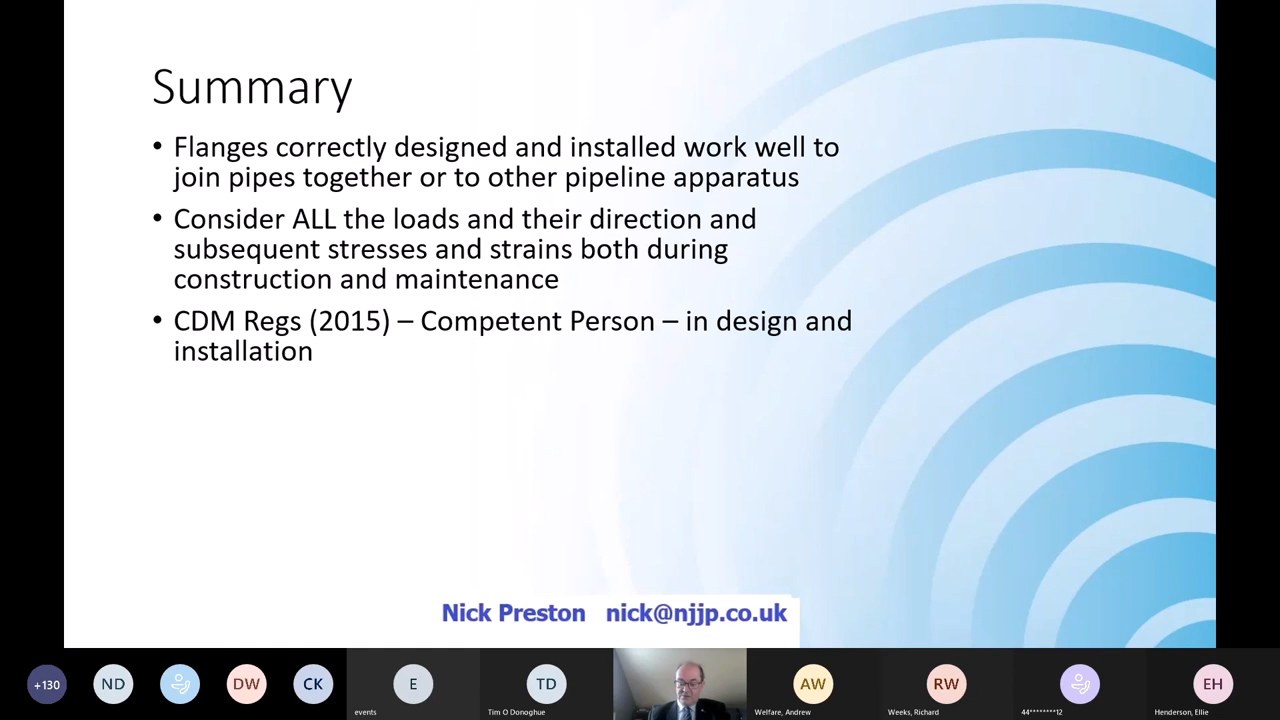 Summary
• Flanges correctly designed and installed work well to
join pipes together or to other pipeline apparatus
• Consider ALL the loads and their direction and
subsequent stresses and strains both during
construction and maintenance
• CDM Regs (2015) – Competent Person – in design and
installation
Nick Preston nick@njjp.co.uk
+130 ND DW CK E TD AW RW EH
events Tim O Donoghue Welfare, Andrew Weeks, Richard 44********12 Henderson, Ellie